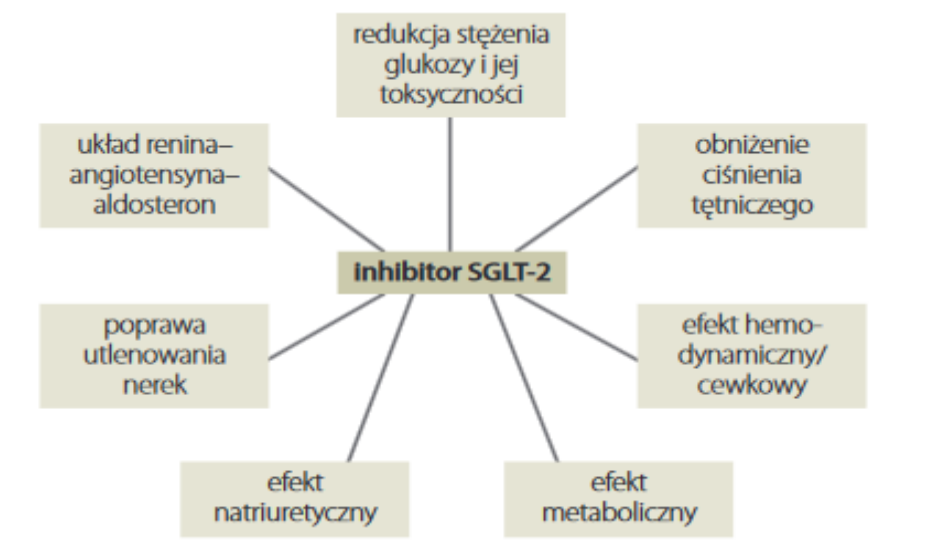 redukcja stężenia
glukozy i jej
toksyczności
układ renina–
angiotensyna–
aldosteron
obniżenie
ciśnienia
tętniczego
inhibitor SGLT-2
poprawa
utlenowania
nerek
efekt hemo-
dynamiczny/
cewkowy
efekt
natriuretyczny
efekt
metaboliczny